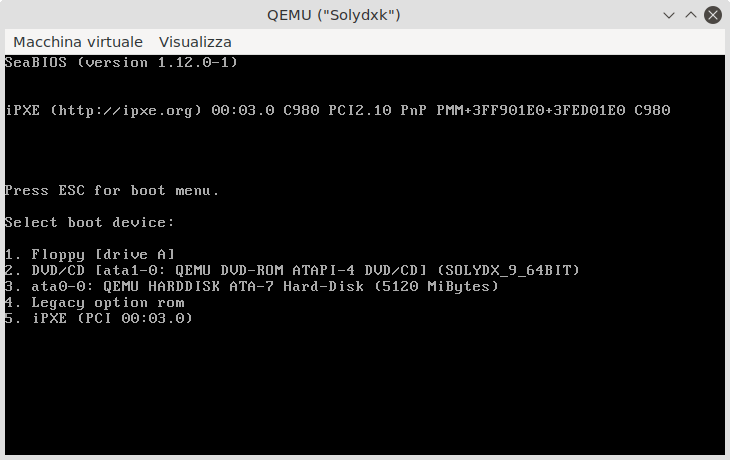 QEMU ("Solydxk")
Macchina virtuale Visualizza
SeaBIOS (version 1.12.0-1)
iPXE (http://ipxe.org) 00:03.0 C980 PCI2.10 PnP PMM+3FF901E0+3FED01E0 C980
Press ESC for boot menu.
Select boot device:
1. Floppy [drive A]
2. DVD/CD [ata1-0: QEMU DVD-ROM ATAPI-4 DVD/CD] (SOLYDX_9_64BIT)
3. ata0-0: QEMU HARDDISK ATA-7 Hard-Disk (5120 MiBytes)
4. Legacy option rom
5. iPXE (PCI 00:03.0)